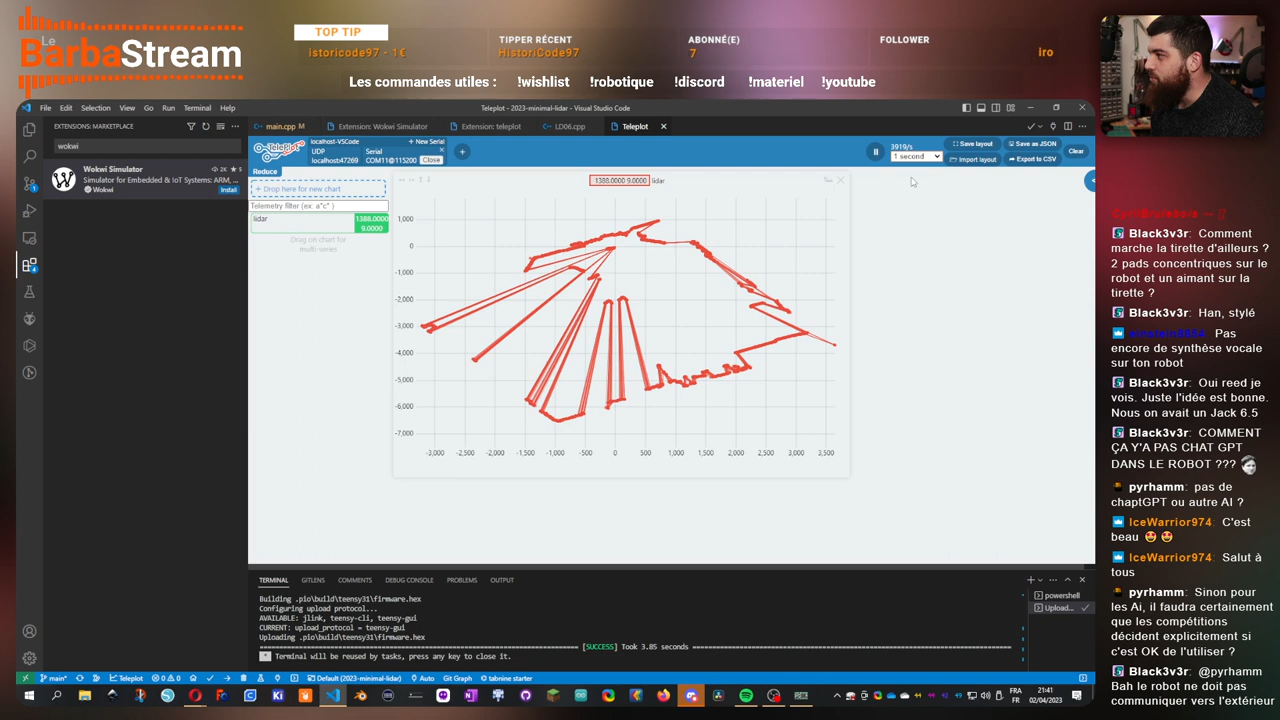 Le
BarbaStream
TOP TIP
istoricode97 - 1€
TIPPER RÉCENT
HistoriCode97
ABONNÉ(E)
7
FOLLOWER
iro
Les commandes utiles : !wishlist !robotique !discord !materiel !youtube
File Edit Selection View Go Run Terminal Help
Teleplot - 2023-minimal-lidar - Visual Studio Code
EXTENSIONS: MARKETPLACE
wokwi
Wokwi Simulator 2K 5
Simulator for Embedded & IoT Systems: ARM, ...
Wokwi Install
main.cpp M Extension: Wokwi Simulator Extension: teleplot LD06.cpp Teleplot
TelePlot
localhost-VSCode
UDP
localhost:47269
+ New Serial
Serial
COM11@115200 Close
3919/s
1 second
Save layout Save as JSON
Import layout Export to CSV
Clear
Reduce
+ Drop here for new chart
Telemetry filter (ex: a*c* )
lidar 1388.0000
9.0000
Drag on chart for
multi-series
1388.0000 9.0000 lidar
1,000
0
-1,000
-2,000
-3,000
-4,000
-5,000
-6,000
-7,000
-3,000 -2,500 -2,000 -1,500 -1,000 -500 0 500 1,000 1,500 2,000 2,500 3,000 3,500
TERMINAL GITLENS COMMENTS DEBUG CONSOLE PROBLEMS OUTPUT
Building .pio\build\teensy31\firmware.hex
Configuring upload protocol...
AVAILABLE: jlink, teensy-cli, teensy-gui
CURRENT: upload_protocol = teensy-gui
Uploading .pio\build\teensy31\firmware.hex
[SUCCESS] Took 3.85 seconds
* Terminal will be reused by tasks, press any key to close it.
powershell
Upload...
main* Teleplot 0 0 Default (2023-minimal-lidar) Auto Git Graph tabnine starter
FRA
FR
21:41
02/04/2023
Black3v3r: Comment
marche la tirette d'ailleurs ?
2 pads concentriques sur le
robot et un aimant sur la
tirette ?
Black3v3r: Han, stylé
Pas
encore de synthèse vocale
sur ton robot
Black3v3r: Oui reed je
vois. Juste l'idée est bonne.
Nous on avait un Jack 6.5
Black3v3r: COMMENT
ÇA Y'A PAS CHAT GPT
DANS LE ROBOT ???
pyrhamm: pas de
chaptGPT ou autre AI ?
IceWarrior974: C'est
beau
IceWarrior974: Salut à
tous
pyrhamm: Sinon pour
les Ai, il faudra certainement
que les compétitions
décident explicitement si
c'est OK de l'utiliser ?
Black3v3r: @pyrhamm
Bah le robot ne doit pas
communiquer vers l'extérieur